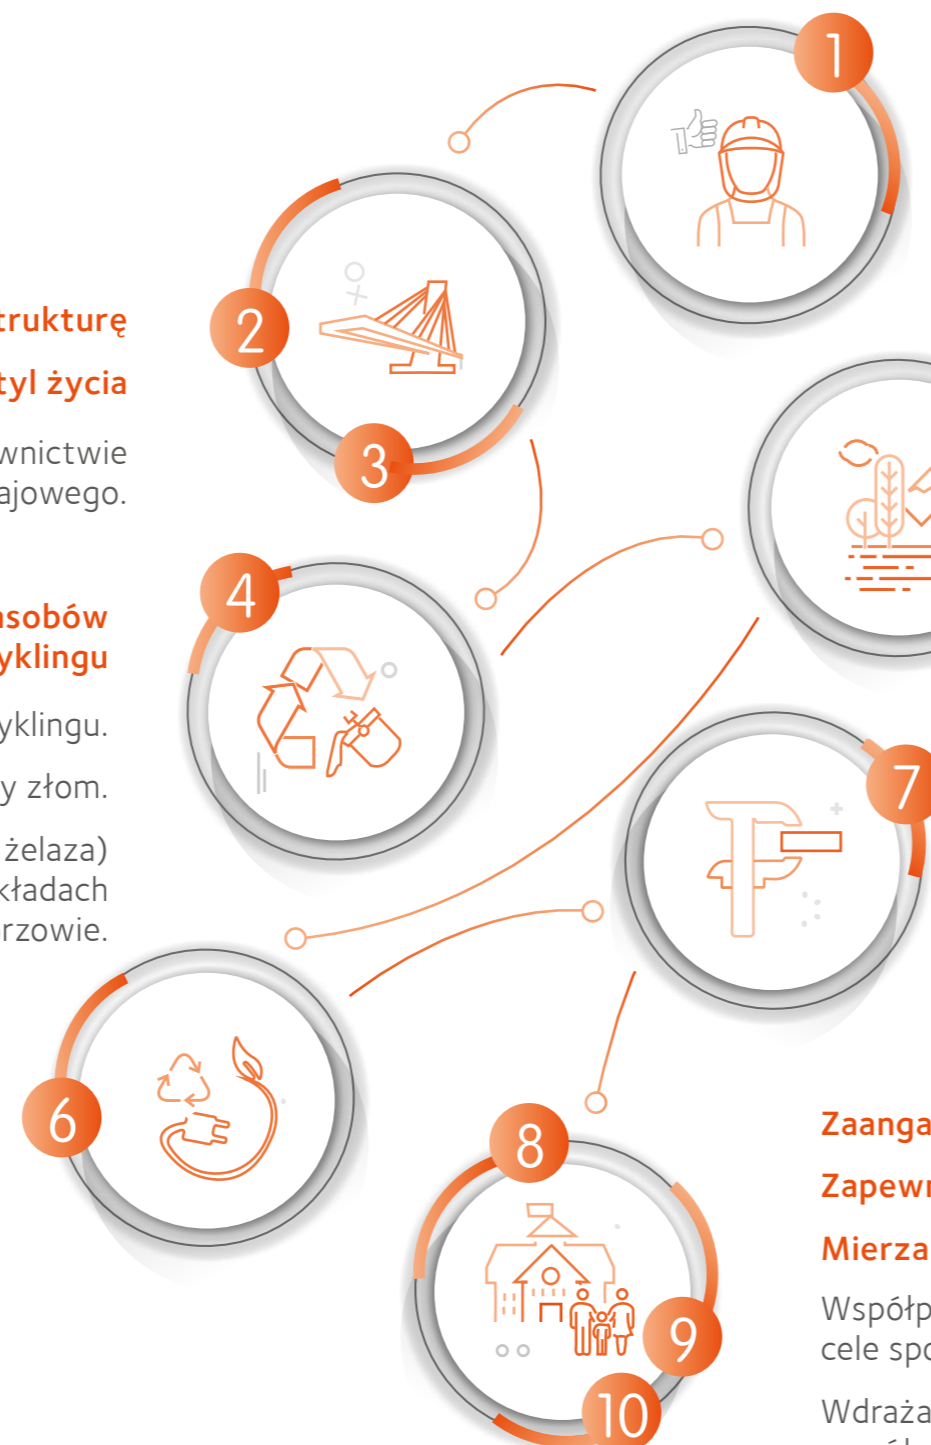 1
2
trukturę
tyl życia
wnictwie
ajowego.
3
4
asobów
yklingu
yklingu.
y złom.
żelaza)
kładach
orzowie.
7
6
8
9
10
Zaanga
Zapewn
Mierza
Współp
cele spo
Wdraża